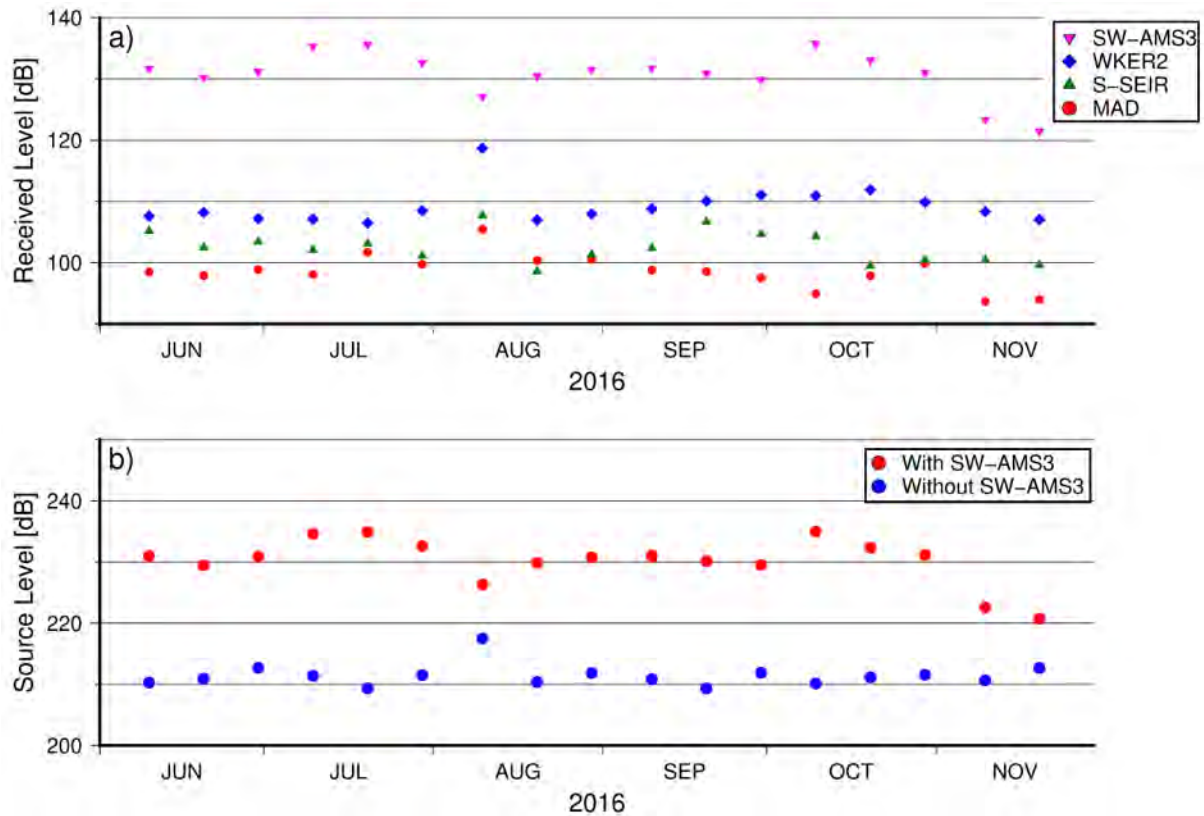 a)
Received Level [dB]
140
120
100
SW−AMS3
WKER2
S−SEIR
MAD
JUN JUL AUG SEP OCT NOV
2016
b)
Source Level [dB]
240
220
200
With SW−AMS3
Without SW−AMS3
JUN JUL AUG SEP OCT NOV
2016